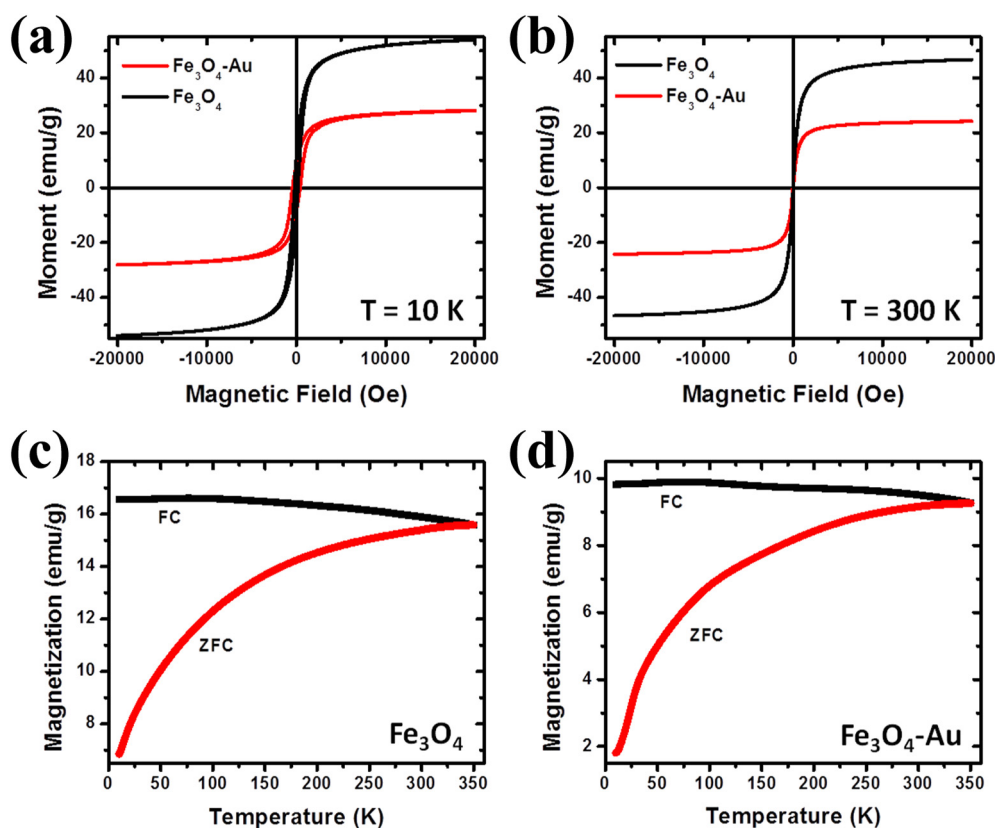 (a)
Fe₃O₄-Au
Fe₃O₄
40
20
0
-20
-40
Moment (emu/g)
T = 10 K
-20000 -10000 0 10000 20000
Magnetic Field (Oe)
(b)
Fe₃O₄
Fe₃O₄-Au
40
20
0
-20
-40
Moment (emu/g)
T = 300 K
-20000 -10000 0 10000 20000
Magnetic Field (Oe)
(c)
18
16
14
12
10
8
Magnetization (emu/g)
FC
ZFC
Fe₃O₄
0 50 100 150 200 250 300 350
Temperature (K)
(d)
10
8
6
4
2
Magnetization (emu/g)
FC
ZFC
Fe₃O₄-Au
0 50 100 150 200 250 300 350
Temperature (K)